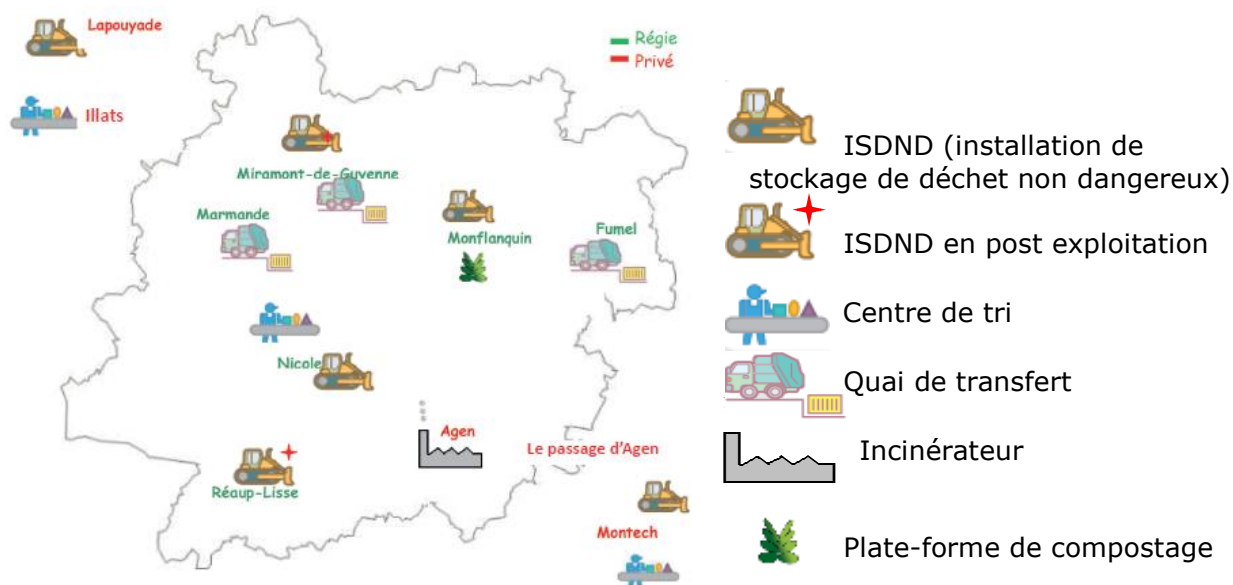 Lapouyade
Régie
Privé
Illats
Miramont-de-Guyenne
Marmande
Monflanquin
Fumel
Nicole
Agen
Le passage d'Agen
Réaup-Lisse
Montech
ISDND (installation de
stockage de déchet non dangereux)
ISDND en post exploitation
Centre de tri
Quai de transfert
Incinérateur
Plate-forme de compostage